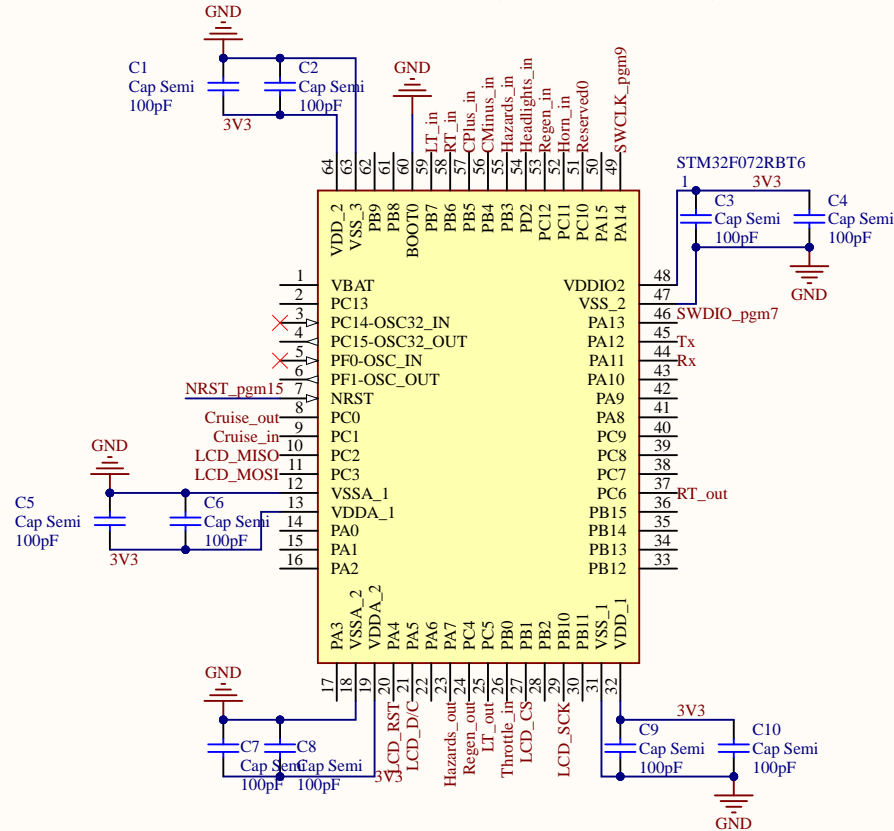 GND
C1
Cap Semi
100pF
C2
Cap Semi
100pF
3V3
GND
LT_in
RT_in
CPlus_in
CMinus_in
Hazards_in
Headlights_in
Regen_in
Horn_in
Reserved0
SWCLK_pgm9
64
63
62
61
60
59
58
57
56
55
54
53
52
51
50
49
VDD_2
VSS_3
PB9
PB8
BOOT0
PB7
PB6
PB5
PB4
PB3
PD2
PC12
PC11
PC10
PA15
PA14
STM32F072RBT6
1
3V3
C3
Cap Semi
100pF
C4
Cap Semi
100pF
GND
1 VBAT
2 PC13
3 PC14-OSC32_IN
4 PC15-OSC32_OUT
5 PF0-OSC_IN
6 PF1-OSC_OUT
NRST_pgm15 7 NRST
Cruise_out 8 PC0
Cruise_in 9 PC1
LCD_MISO 10 PC2
LCD_MOSI 11 PC3
12 VSSA_1
13 VDDA_1
14 PA0
15 PA1
16 PA2
VDDIO2 48
VSS_2 47
PA13 46 SWDIO_pgm7
PA12 45 Tx
PA11 44 Rx
PA10 43
PA9 42
PA8 41
PC9 40
PC8 39
PC7 38
PC6 37 RT_out
PB15 36
PB14 35
PB13 34
PB12 33
GND
C5
Cap Semi
100pF
C6
Cap Semi
100pF
3V3
PA3
VSSA_2
VDDA_2
PA4
PA5
PA6
PA7
PC4
PC5
PB0
PB1
PB2
PB10
PB11
VSS_1
VDD_1
17
18
19
20
21
22
23
24
25
26
27
28
29
30
31
32
LCD_RST
LCD_D/C
Hazards_out
Regen_out
LT_out
Throttle_in
LCD_CS
LCD_SCK
GND
C7
Cap Semi
100pF
C8
Cap Semi
100pF
3V3
3V3
C9
Cap Semi
100pF
C10
Cap Semi
100pF
GND